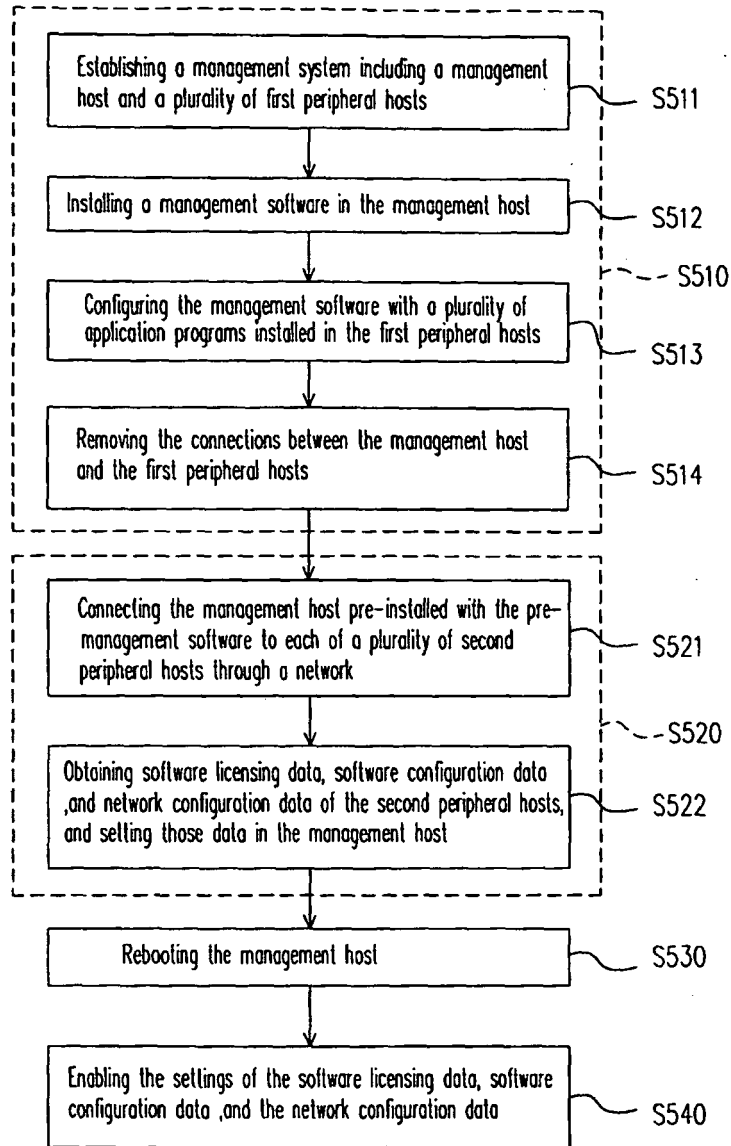 Establishing a management system including a management
host and a plurality of first peripheral hosts
S511
Installing a management software in the management host
S512
S510
Configuring the management software with a plurality of
application programs installed in the first peripheral hosts
S513
Removing the connections between the management host
and the first peripheral hosts
S514
Connecting the management host pre-installed with the pre-
management software to each of a plurality of second
peripheral hosts through a network
S521
S520
Obtaining software licensing data, software configuration data
,and network configuration data of the second peripheral hosts,
and setting those data in the management host
S522
Rebooting the management host
S530
Enabling the settings of the software licensing data, software
configuration data ,and the network configuration data
S540